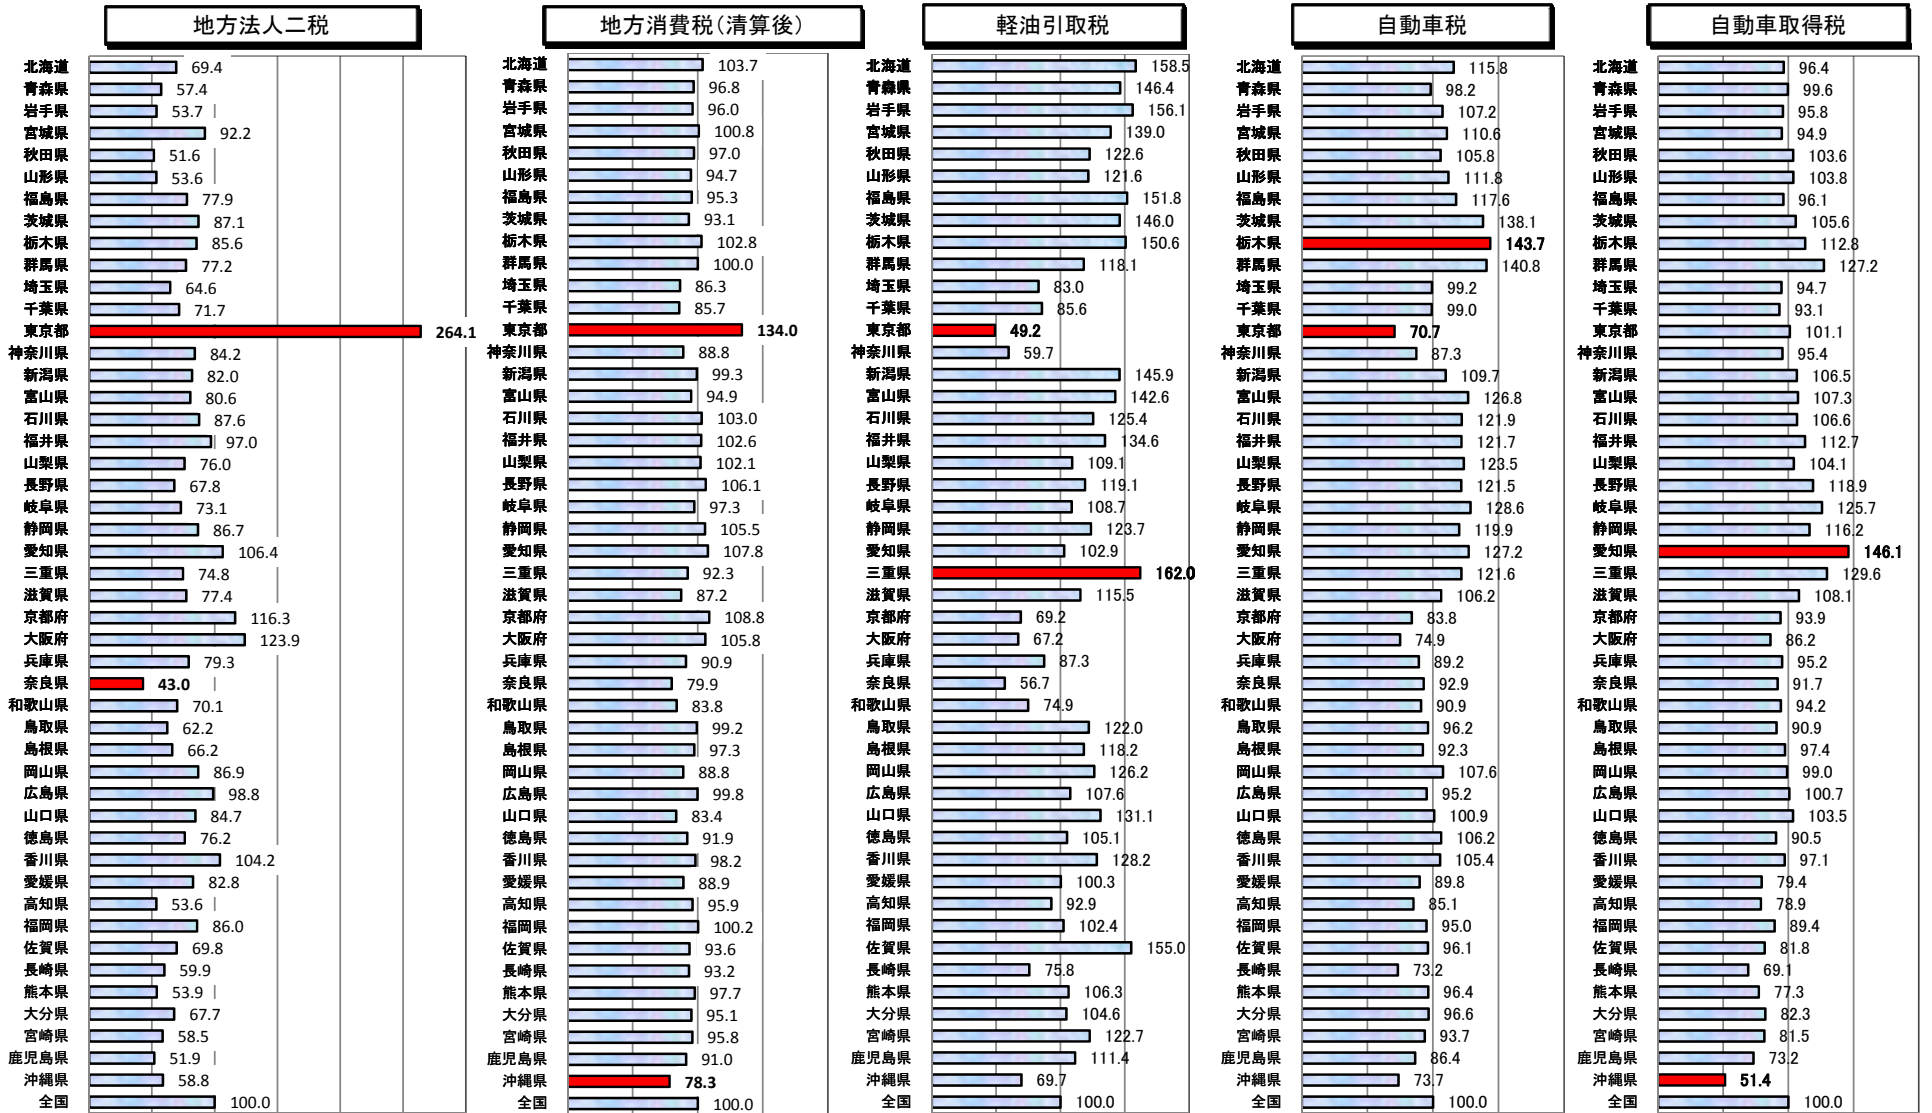 地方法人二税
北海道 69.4
青森県 57.4
岩手県 53.7
宮城県 92.2
秋田県 51.6
山形県 53.6
福島県 77.9
茨城県 87.1
栃木県 85.6
群馬県 77.2
埼玉県 64.6
千葉県 71.7
東京都 264.1
神奈川県 84.2
新潟県 82.0
富山県 80.6
石川県 87.6
福井県 97.0
山梨県 76.0
長野県 67.8
岐阜県 73.1
静岡県 86.7
愛知県 106.4
三重県 74.8
滋賀県 77.4
京都府 116.3
大阪府 123.9
兵庫県 79.3
奈良県 43.0
和歌山県 70.1
鳥取県 62.2
島根県 66.2
岡山県 86.9
広島県 98.8
山口県 84.7
徳島県 76.2
香川県 104.2
愛媛県 82.8
高知県 53.6
福岡県 86.0
佐賀県 69.8
長崎県 59.9
熊本県 53.9
大分県 67.7
宮崎県 58.5
鹿児島県 51.9
沖縄県 58.8
全国 100.0
地方消費税(清算後)
北海道 103.7
青森県 96.8
岩手県 96.0
宮城県 100.8
秋田県 97.0
山形県 94.7
福島県 95.3
茨城県 93.1
栃木県 102.8
群馬県 100.0
埼玉県 86.3
千葉県 85.7
東京都 134.0
神奈川県 88.8
新潟県 99.3
富山県 94.9
石川県 103.0
福井県 102.6
山梨県 102.1
長野県 106.1
岐阜県 97.3
静岡県 105.5
愛知県 107.8
三重県 92.3
滋賀県 87.2
京都府 108.8
大阪府 105.8
兵庫県 90.9
奈良県 79.9
和歌山県 83.8
鳥取県 99.2
島根県 97.3
岡山県 88.8
広島県 99.8
山口県 83.4
徳島県 91.9
香川県 98.2
愛媛県 88.9
高知県 95.9
福岡県 100.2
佐賀県 93.6
長崎県 93.2
熊本県 97.7
大分県 95.1
宮崎県 95.8
鹿児島県 91.0
沖縄県 78.3
全国 100.0
軽油引取税
北海道 158.5
青森県 146.4
岩手県 156.1
宮城県 139.0
秋田県 122.6
山形県 121.6
福島県 151.8
茨城県 146.0
栃木県 150.6
群馬県 118.1
埼玉県 83.0
千葉県 85.6
東京都 49.2
神奈川県 59.7
新潟県 145.9
富山県 142.6
石川県 125.4
福井県 134.6
山梨県 109.1
長野県 119.1
岐阜県 108.7
静岡県 123.7
愛知県 102.9
三重県 162.0
滋賀県 115.5
京都府 69.2
大阪府 67.2
兵庫県 87.3
奈良県 56.7
和歌山県 74.9
鳥取県 122.0
島根県 118.2
岡山県 126.2
広島県 107.6
山口県 131.1
徳島県 105.1
香川県 128.2
愛媛県 100.3
高知県 92.9
福岡県 102.4
佐賀県 155.0
長崎県 75.8
熊本県 106.3
大分県 104.6
宮崎県 122.7
鹿児島県 111.4
沖縄県 69.7
全国 100.0
自動車税
北海道 115.8
青森県 98.2
岩手県 107.2
宮城県 110.6
秋田県 105.8
山形県 111.8
福島県 117.6
茨城県 138.1
栃木県 143.7
群馬県 140.8
埼玉県 99.2
千葉県 99.0
東京都 70.7
神奈川県 87.3
新潟県 109.7
富山県 126.8
石川県 121.9
福井県 121.7
山梨県 123.5
長野県 121.5
岐阜県 128.6
静岡県 119.9
愛知県 127.2
三重県 121.6
滋賀県 106.2
京都府 83.8
大阪府 74.9
兵庫県 89.2
奈良県 92.9
和歌山県 90.9
鳥取県 96.2
島根県 92.3
岡山県 107.6
広島県 95.2
山口県 100.9
徳島県 106.2
香川県 105.4
愛媛県 89.8
高知県 85.1
福岡県 95.0
佐賀県 96.1
長崎県 73.2
熊本県 96.4
大分県 96.6
宮崎県 93.7
鹿児島県 86.4
沖縄県 73.7
全国 100.0
自動車取得税
北海道 96.4
青森県 99.6
岩手県 95.8
宮城県 94.9
秋田県 103.6
山形県 103.8
福島県 96.1
茨城県 105.6
栃木県 112.8
群馬県 127.2
埼玉県 94.7
千葉県 93.1
東京都 101.1
神奈川県 95.4
新潟県 106.5
富山県 107.3
石川県 106.6
福井県 112.7
山梨県 104.1
長野県 118.9
岐阜県 125.7
静岡県 116.2
愛知県 146.1
三重県 129.6
滋賀県 108.1
京都府 93.9
大阪府 86.2
兵庫県 95.2
奈良県 91.7
和歌山県 94.2
鳥取県 90.9
島根県 97.4
岡山県 99.0
広島県 100.7
山口県 103.5
徳島県 90.5
香川県 97.1
愛媛県 79.4
高知県 78.9
福岡県 89.4
佐賀県 81.8
長崎県 69.1
熊本県 77.3
大分県 82.3
宮崎県 81.5
鹿児島県 73.2
沖縄県 51.4
全国 100.0